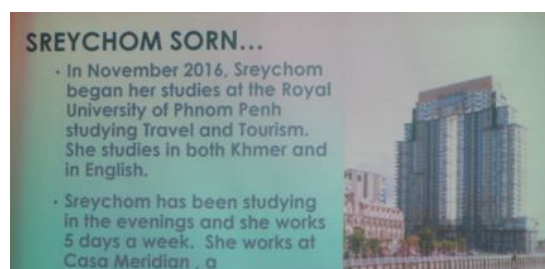 SREYCHOM SORN...
· In November 2016, Sreychom
began her studies at the Royal
University of Phnom Penh
studying Travel and Tourism.
She studies in both Khmer and
in English.
· Sreychom has been studying
in the evenings and she works
5 days a week. She works at
Casa Meridian , a